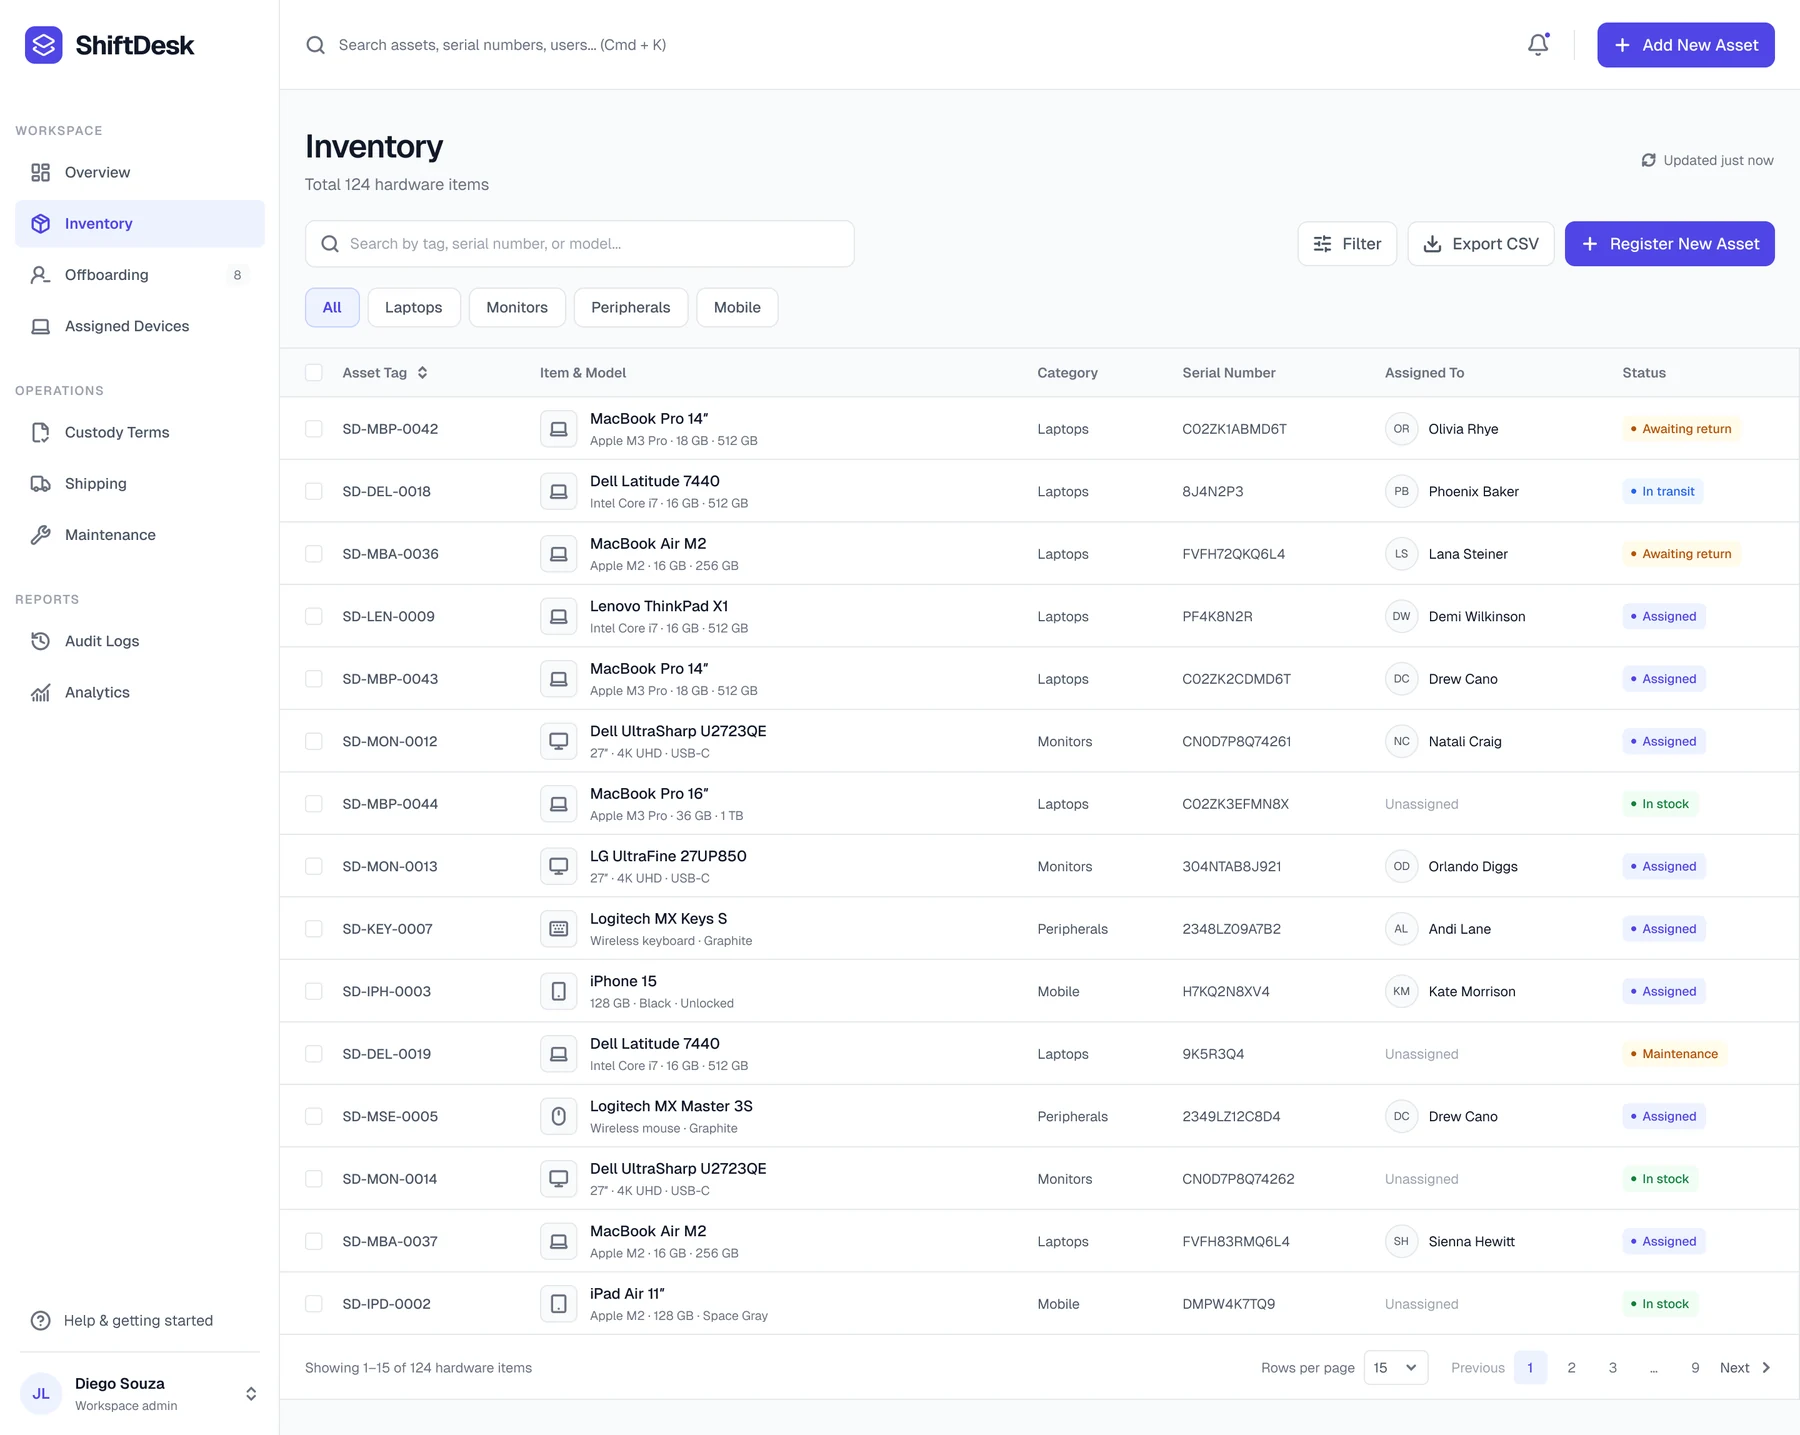 ShiftDesk
Search assets, serial numbers, users... (Cmd + K)
Add New Asset
WORKSPACE
Overview
Inventory
Offboarding 8
Assigned Devices
OPERATIONS
Custody Terms
Shipping
Maintenance
REPORTS
Audit Logs
Analytics
Help & getting started
JL
Diego Souza
Workspace admin
Inventory
Total 124 hardware items
Updated just now
Search by tag, serial number, or model...
Filter
Export CSV
Register New Asset
All Laptops Monitors Peripherals Mobile
Asset Tag Item & Model Category Serial Number Assigned To Status
SD-MBP-0042 MacBook Pro 14″ Laptops C02ZK1ABMD6T OR Olivia Rhye Awaiting return
Apple M3 Pro · 18 GB · 512 GB
SD-DEL-0018 Dell Latitude 7440 Laptops 8J4N2P3 PB Phoenix Baker In transit
Intel Core i7 · 16 GB · 512 GB
SD-MBA-0036 MacBook Air M2 Laptops FVFH72QKQ6L4 LS Lana Steiner Awaiting return
Apple M2 · 16 GB · 256 GB
SD-LEN-0009 Lenovo ThinkPad X1 Laptops PF4K8N2R DW Demi Wilkinson Assigned
Intel Core i7 · 16 GB · 512 GB
SD-MBP-0043 MacBook Pro 14″ Laptops C02ZK2CDMD6T DC Drew Cano Assigned
Apple M3 Pro · 18 GB · 512 GB
SD-MON-0012 Dell UltraSharp U2723QE Monitors CN0D7P8Q74261 NC Natali Craig Assigned
27″ · 4K UHD · USB-C
SD-MBP-0044 MacBook Pro 16″ Laptops C02ZK3EFMN8X Unassigned In stock
Apple M3 Pro · 36 GB · 1 TB
SD-MON-0013 LG UltraFine 27UP850 Monitors 304NTAB8J921 OD Orlando Diggs Assigned
27″ · 4K UHD · USB-C
SD-KEY-0007 Logitech MX Keys S Peripherals 2348LZ09A7B2 AL Andi Lane Assigned
Wireless keyboard · Graphite
SD-IPH-0003 iPhone 15 Mobile H7KQ2N8XV4 KM Kate Morrison Assigned
128 GB · Black · Unlocked
SD-DEL-0019 Dell Latitude 7440 Laptops 9K5R3Q4 Unassigned Maintenance
Intel Core i7 · 16 GB · 512 GB
SD-MSE-0005 Logitech MX Master 3S Peripherals 2349LZ12C8D4 DC Drew Cano Assigned
Wireless mouse · Graphite
SD-MON-0014 Dell UltraSharp U2723QE Monitors CN0D7P8Q74262 Unassigned In stock
27″ · 4K UHD · USB-C
SD-MBA-0037 MacBook Air M2 Laptops FVFH83RMQ6L4 SH Sienna Hewitt Assigned
Apple M2 · 16 GB · 256 GB
SD-IPD-0002 iPad Air 11″ Mobile DMPW4K7TQ9 Unassigned In stock
Apple M2 · 128 GB · Space Gray
Showing 1–15 of 124 hardware items
Rows per page 15 Previous 1 2 3 ... 9 Next